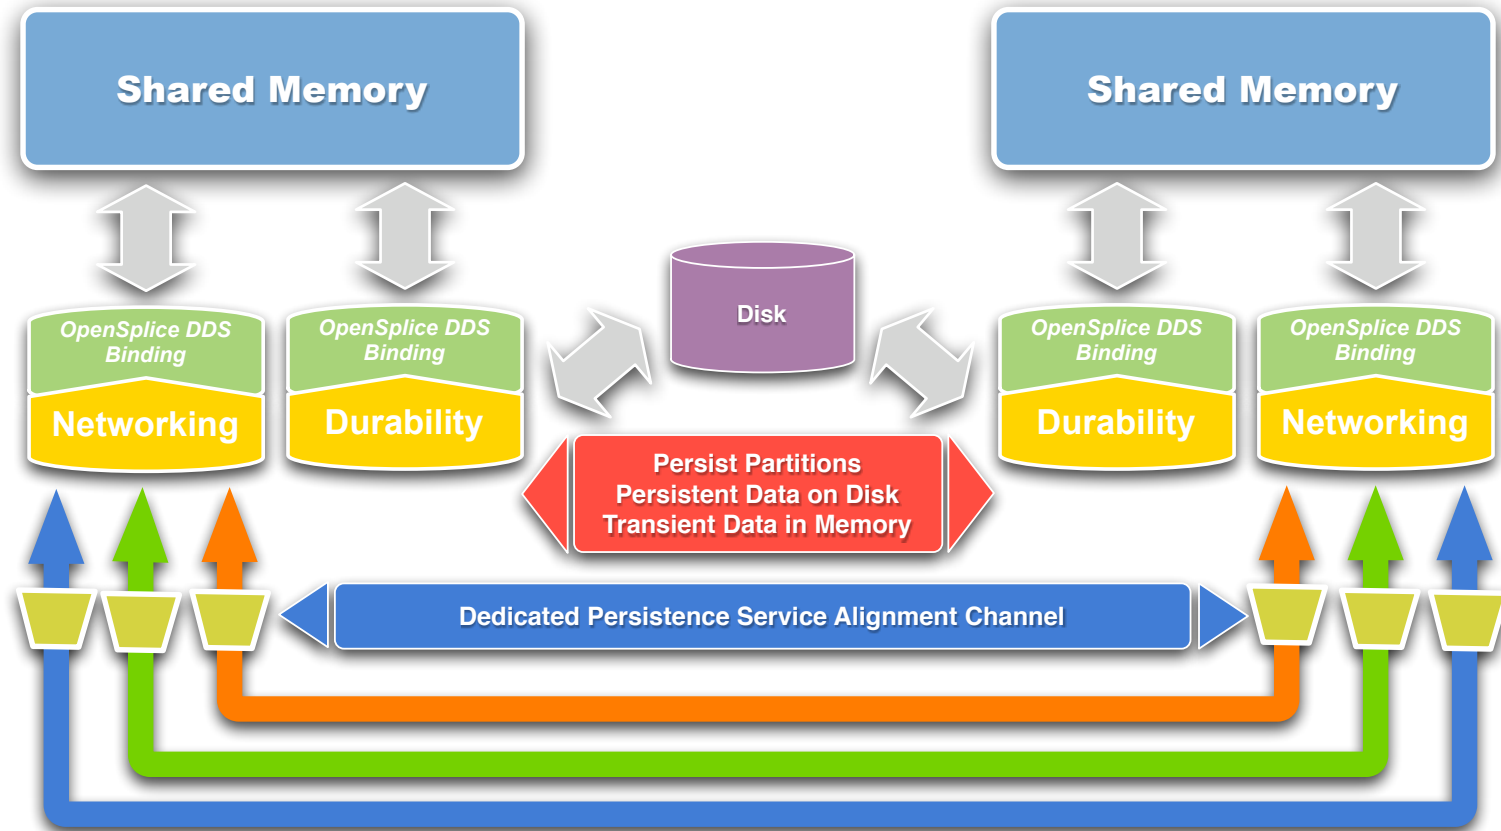 Shared Memory
Shared Memory
Disk
OpenSplice DDS
Binding
Networking
OpenSplice DDS
Binding
Durability
OpenSplice DDS
Binding
Durability
OpenSplice DDS
Binding
Networking
Persist Partitions
Persistent Data on Disk
Transient Data in Memory
Dedicated Persistence Service Alignment Channel